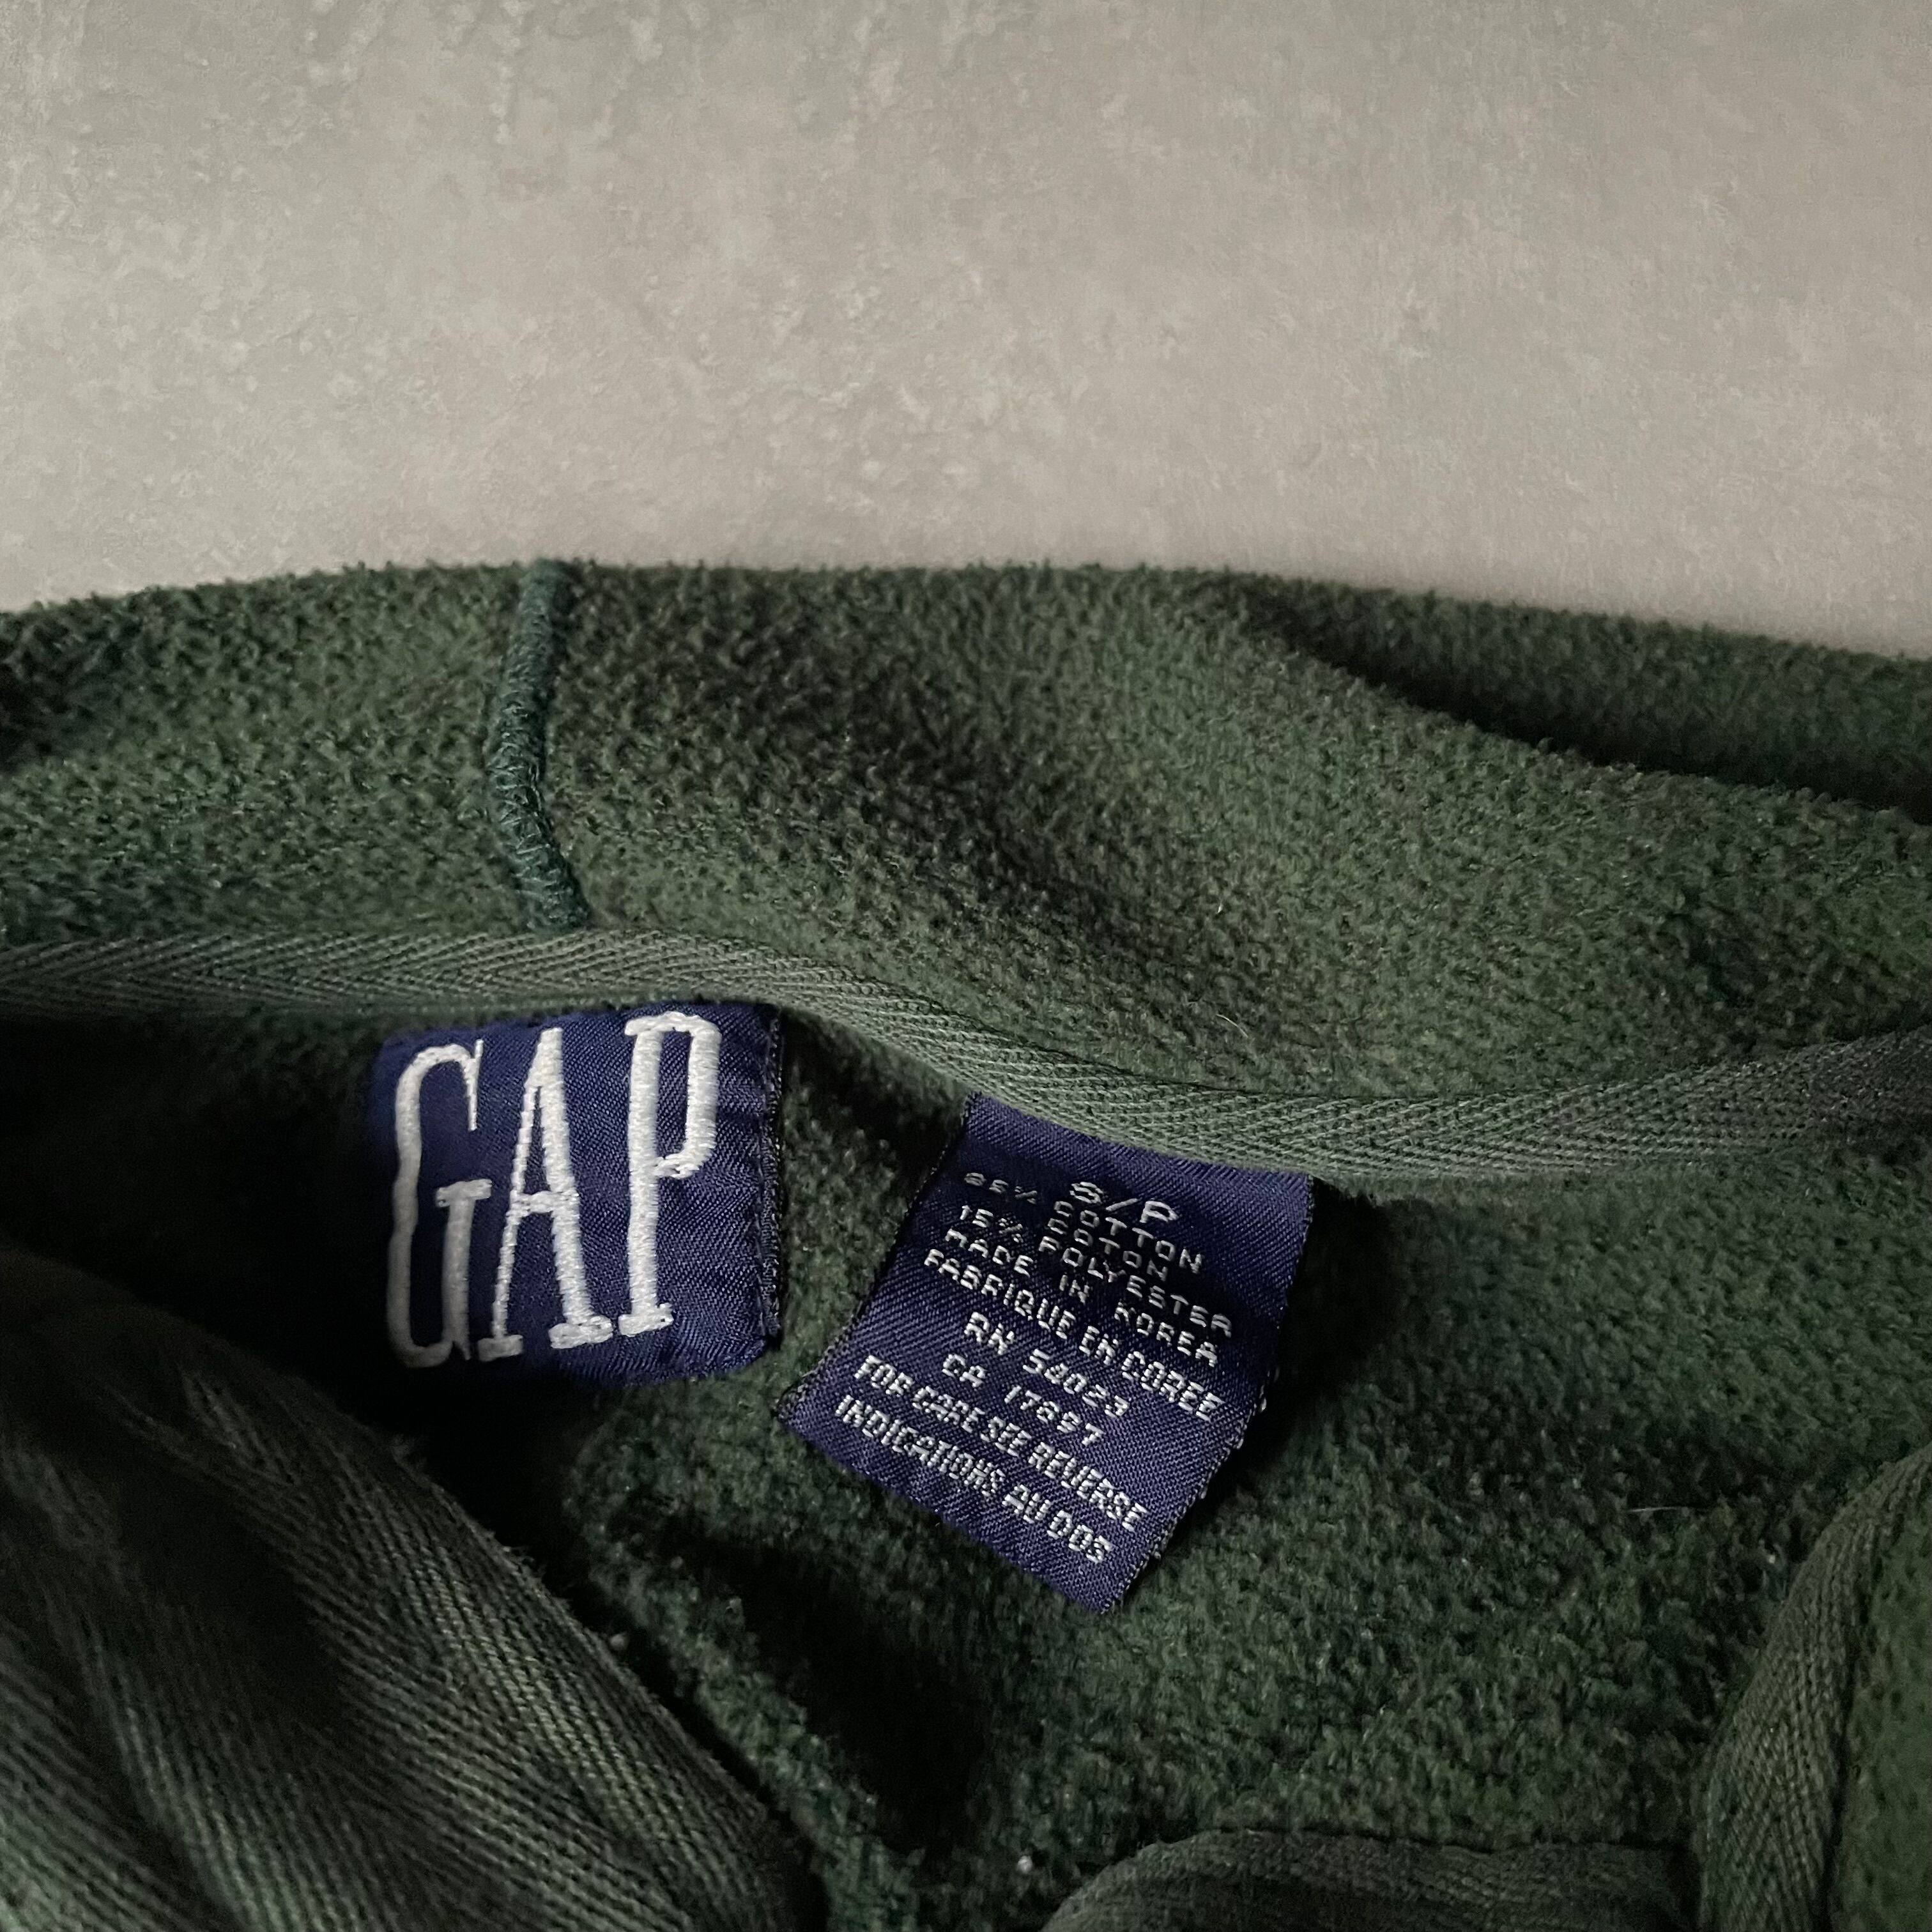 GAP
S/P
85% COTTON
COTON
15% POLYESTER
MADE IN KOREA
FABRIQUE EN COREE
RN 54023
CA 17897
FOR CARE SEE REVERSE
INDICATIONS AU DOS